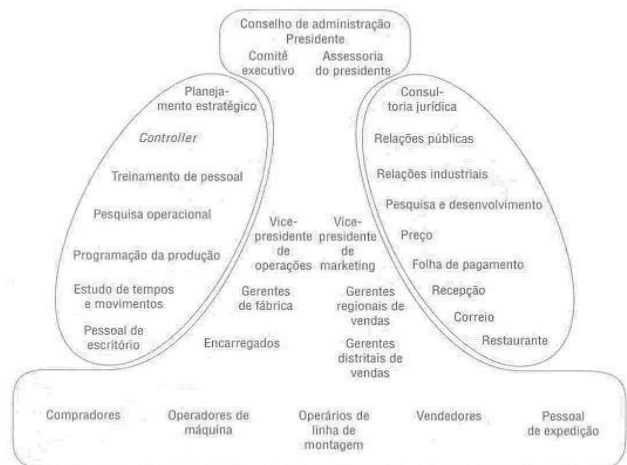 Conselho de administração
Presidente
Comitê
executivo
Assessoria
do presidente
Planeja-
mento estratégico
Controller
Treinamento de pessoal
Pesquisa operacional
Programação da produção
Estudo de tempos
e movimentos
Pessoal de
escritório
Vice-
presidente
de
operações
Vice-
presidente
de
marketing
Gerentes
de fábrica
Gerentes
regionais de
vendas
Encarregados
Gerentes
distritais de
vendas
Consul-
toria jurídica
Relações públicas
Relações industriais
Pesquisa e desenvolvimento
Preço
Folha de pagamento
Recepção
Correio
Restaurante
Compradores
Operadores de
máquina
Operários de
linha de
montagem
Vendedores
Pessoal
de expedição